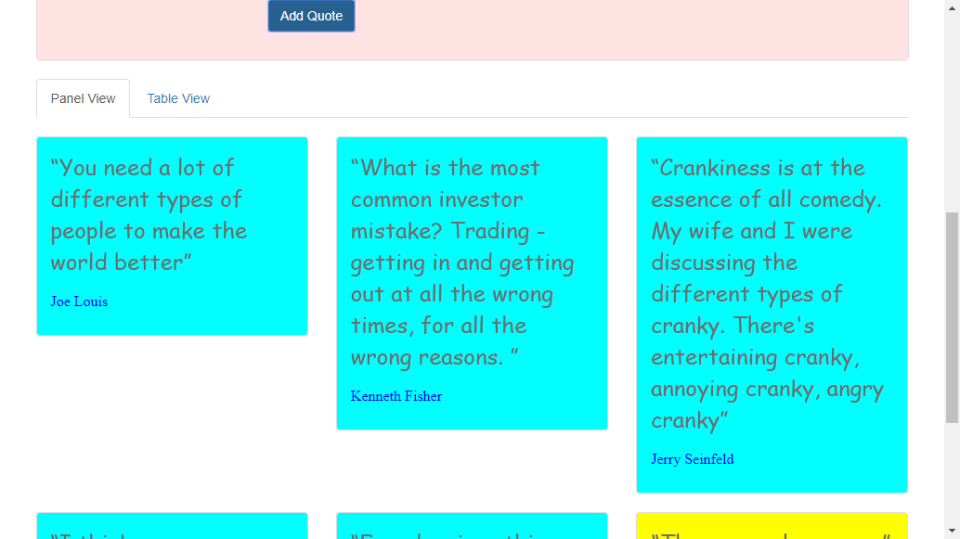 Add Quote
Panel View
Table View
“You need a lot of
different types of
people to make the
world better”
Joe Louis
“What is the most
common investor
mistake? Trading -
getting in and getting
out at all the wrong
times, for all the
wrong reasons. ”
Kenneth Fisher
“Crankiness is at the
essence of all comedy.
My wife and I were
discussing the
different types of
cranky. There's
entertaining cranky,
annoying cranky, angry
cranky”
Jerry Seinfeld